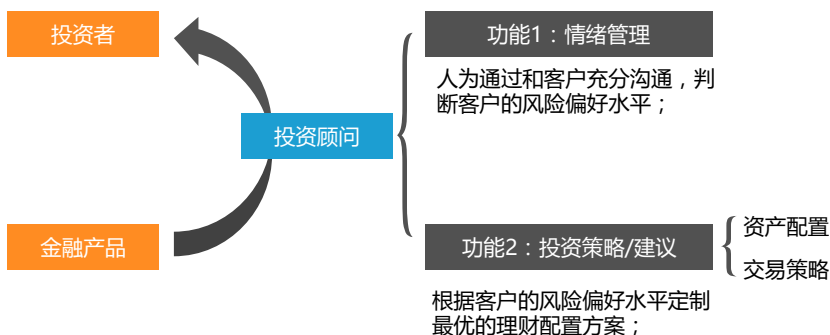 投资者
功能1：情绪管理
人为通过和客户充分沟通，判
断客户的风险偏好水平；
投资顾问
金融产品
功能2：投资策略/建议
资产配置
交易策略
根据客户的风险偏好水平定制
最优的理财配置方案；